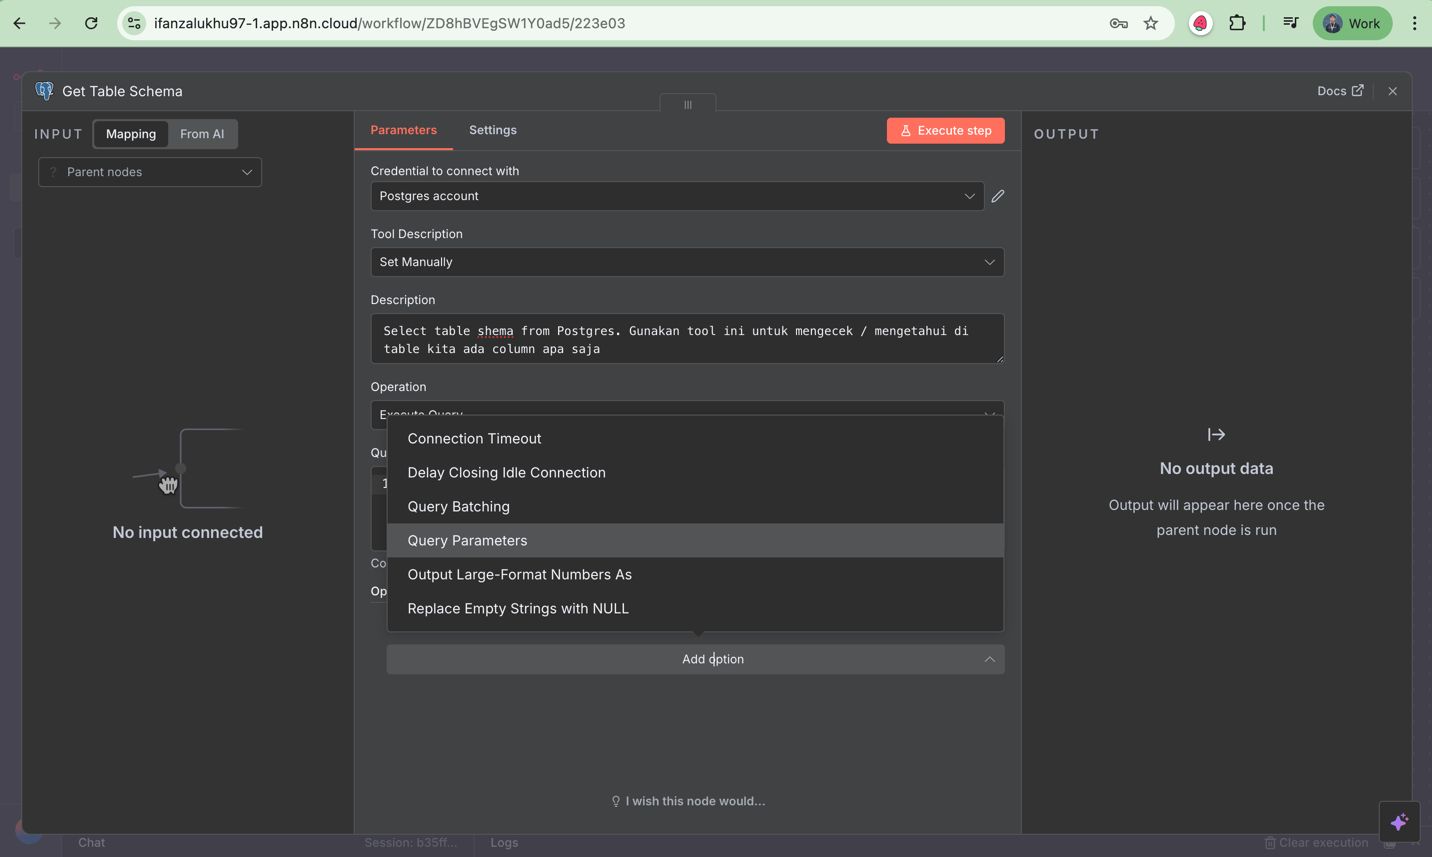 ifanzalukhu97-1.app.n8n.cloud/workflow/ZD8hBVEgSW1Y0ad5/223e03
Work
Get Table Schema
Docs
INPUT
Mapping
From AI
Parent nodes
No input connected
Parameters
Settings
Execute step
Credential to connect with
Postgres account
Tool Description
Set Manually
Description
Select table shema from Postgres. Gunakan tool ini untuk mengecek / mengetahui di
table kita ada column apa saja
Operation
Execute Query
Qu
1
Co
Op
Connection Timeout
Delay Closing Idle Connection
Query Batching
Query Parameters
Output Large-Format Numbers As
Replace Empty Strings with NULL
Add option
I wish this node would...
OUTPUT
No output data
Output will appear here once the
parent node is run
Chat
Session: b35ff...
Logs
Clear execution